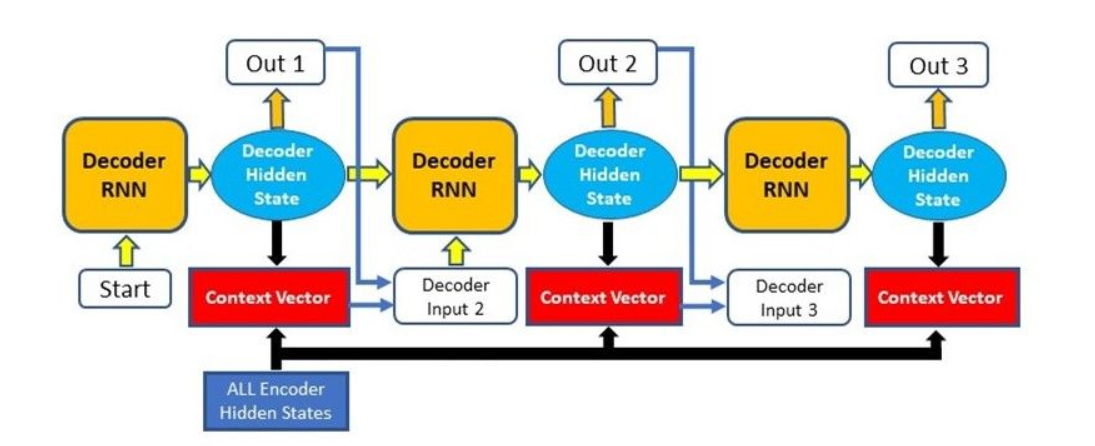 Out 1
Out 2
Out 3
Decoder
RNN
Decoder
Hidden
State
Decoder
RNN
Decoder
Hidden
State
Decoder
RNN
Decoder
Hidden
State
Start
Context Vector
Decoder
Input 2
Context Vector
Decoder
Input 3
Context Vector
ALL Encoder
Hidden States